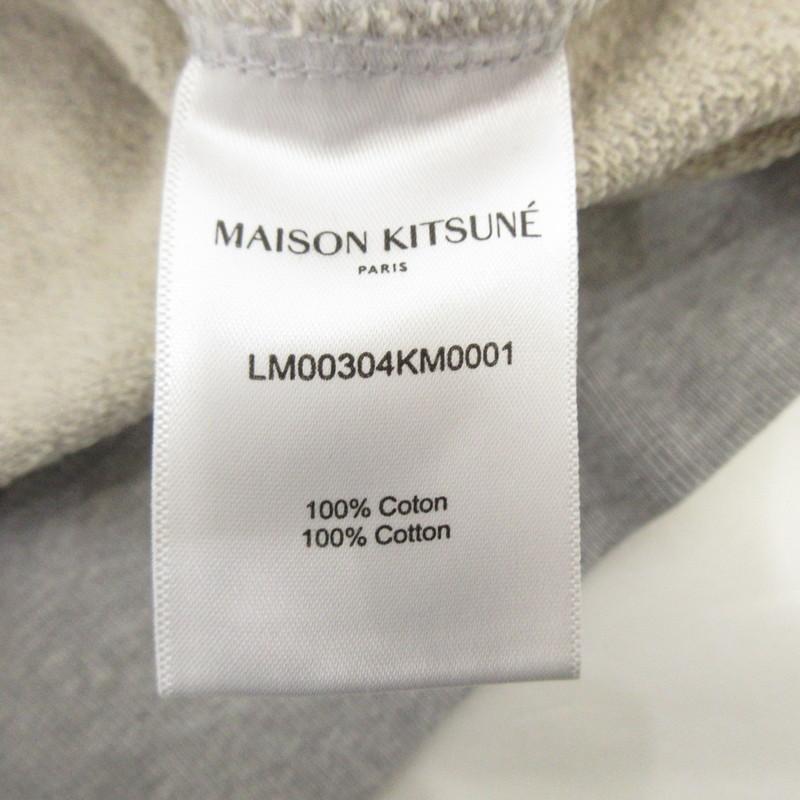 MAISON KITSUNÉ
PARIS
LM00304KM0001
100% Coton
100% Cotton